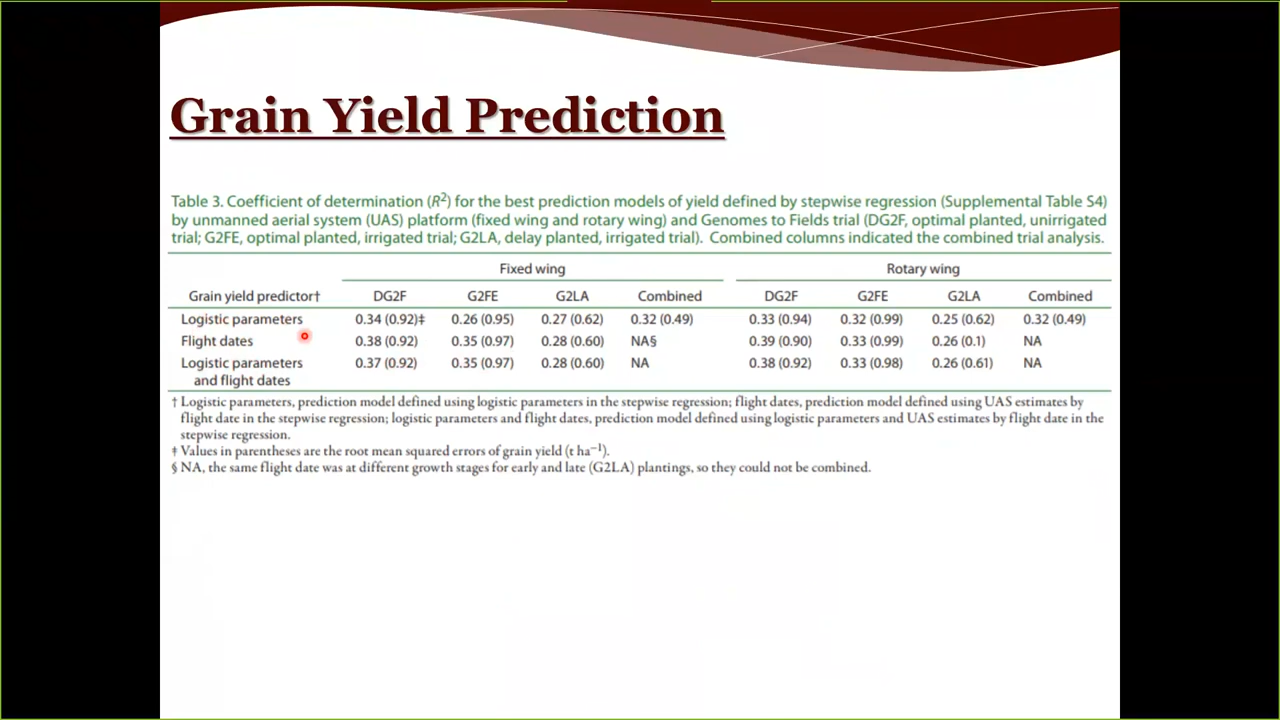 Grain Yield Prediction
Table 3. Coefficient of determination (R2) for the best prediction models of yield defined by stepwise regression (Supplemental Table S4)
by unmanned aerial system (UAS) platform (fixed wing and rotary wing) and Genomes to Fields trial (DG2F, optimal planted, unirrigated
trial; G2FE, optimal planted, irrigated trial; G2LA, delay planted, irrigated trial). Combined columns indicated the combined trial analysis.
Fixed wing Rotary wing
Grain yield predictor† DG2F G2FE G2LA Combined DG2F G2FE G2LA Combined
Logistic parameters 0.34 (0.92)‡ 0.26 (0.95) 0.27 (0.62) 0.32 (0.49) 0.33 (0.94) 0.32 (0.99) 0.25 (0.62) 0.32 (0.49)
Flight dates 0.38 (0.92) 0.35 (0.97) 0.28 (0.60) NA§ 0.39 (0.90) 0.33 (0.99) 0.26 (0.1) NA
Logistic parameters 0.37 (0.92) 0.35 (0.97) 0.28 (0.60) NA 0.38 (0.92) 0.33 (0.98) 0.26 (0.61) NA
and flight dates
† Logistic parameters, prediction model defined using logistic parameters in the stepwise regression; flight dates, prediction model defined using UAS estimates by
flight date in the stepwise regression; logistic parameters and flight dates, prediction model defined using logistic parameters and UAS estimates by flight date in the
stepwise regression.
‡ Values in parentheses are the root mean squared errors of grain yield (t ha−1).
§ NA, the same flight date was at different growth stages for early and late (G2LA) plantings, so they could not be combined.